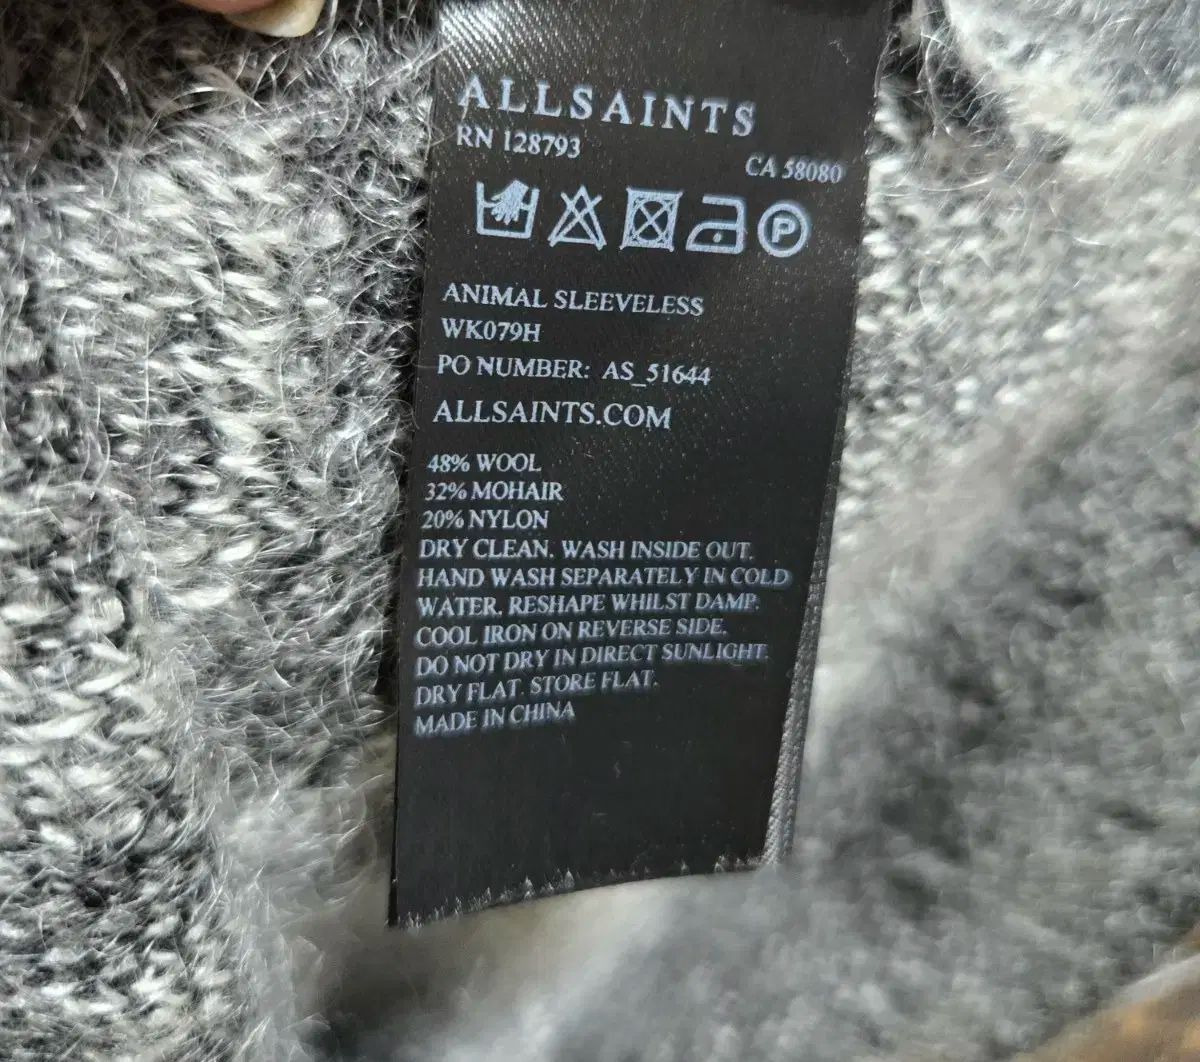 ALLSAINTS
RN 128793
CA 58080
P
ANIMAL SLEEVELESS
WK079H
PO NUMBER: AS_51644
ALLSAINTS.COM
48% WOOL
32% MOHAIR
20% NYLON
DRY CLEAN. WASH INSIDE OUT.
HAND WASH SEPARATELY IN COLD
WATER. RESHAPE WHILST DAMP.
COOL IRON ON REVERSE SIDE.
DO NOT DRY IN DIRECT SUNLIGHT.
DRY FLAT. STORE FLAT.
MADE IN CHINA